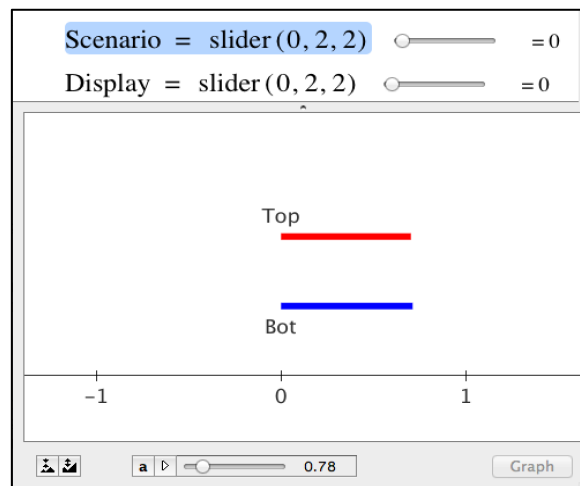 Scenario = slider(0, 2, 2) = 0
Display = slider(0, 2, 2) = 0
Top
Bot
-1 0 1
a 0.78 Graph